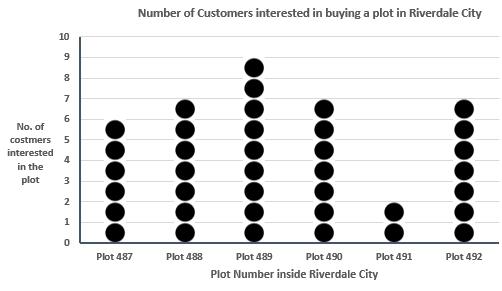 Number of Customers interested in buying a plot in Riverdale City
10
9
8
7
6
5
4
3
2
1
0
No. of
costmers
interested
in the
plot
Plot 487 Plot 488 Plot 489 Plot 490 Plot 491 Plot 492
Plot Number inside Riverdale City